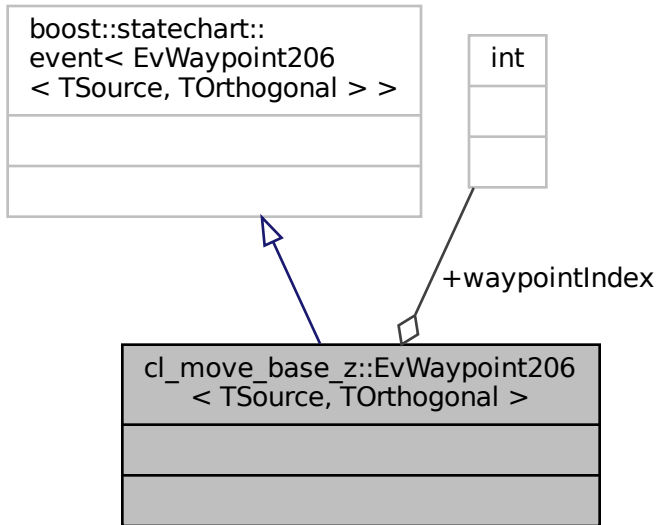 boost::statechart::
event< EvWaypoint206
< TSource, TOrthogonal > >
int
+waypointIndex
cl_move_base_z::EvWaypoint206
< TSource, TOrthogonal >